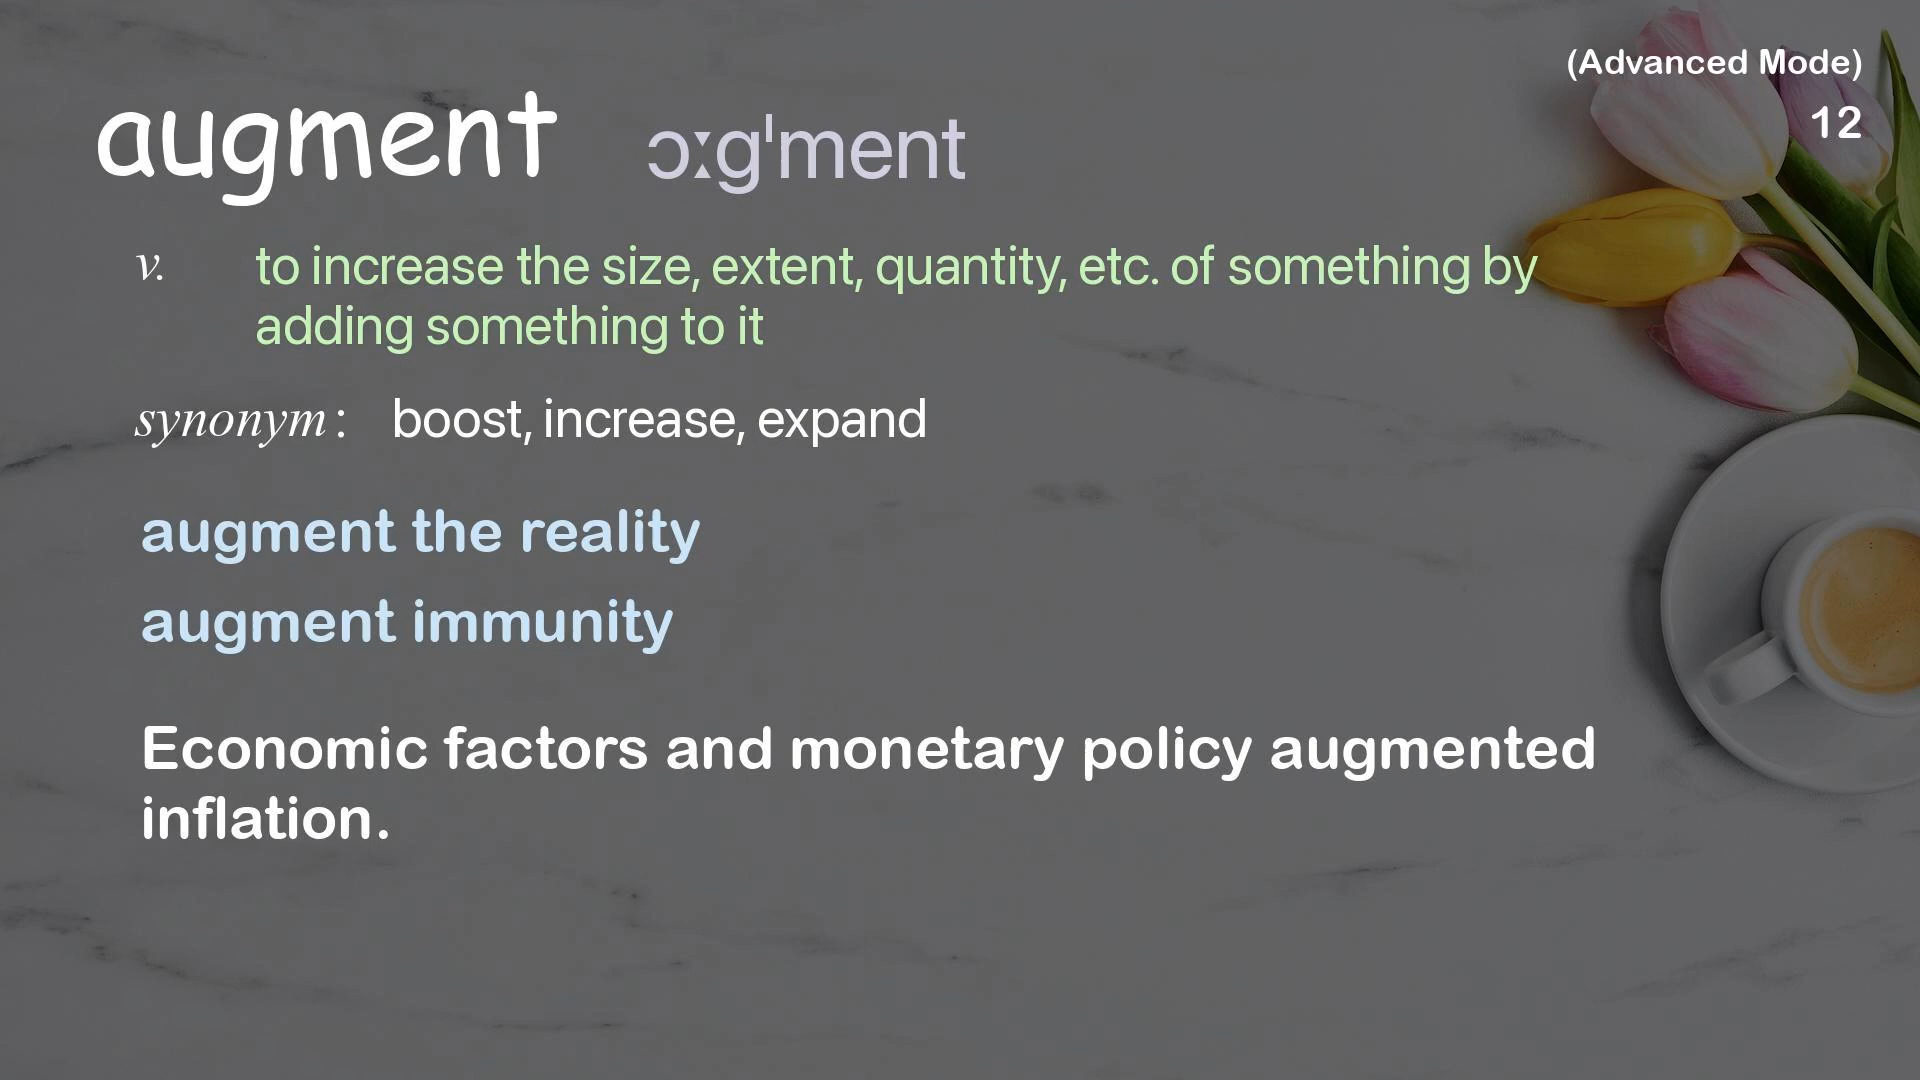 (Advanced Mode)
12
augment ɔːgˈment
v. to increase the size, extent, quantity, etc. of something by
adding something to it
synonym: boost, increase, expand
augment the reality
augment immunity
Economic factors and monetary policy augmented
inflation.